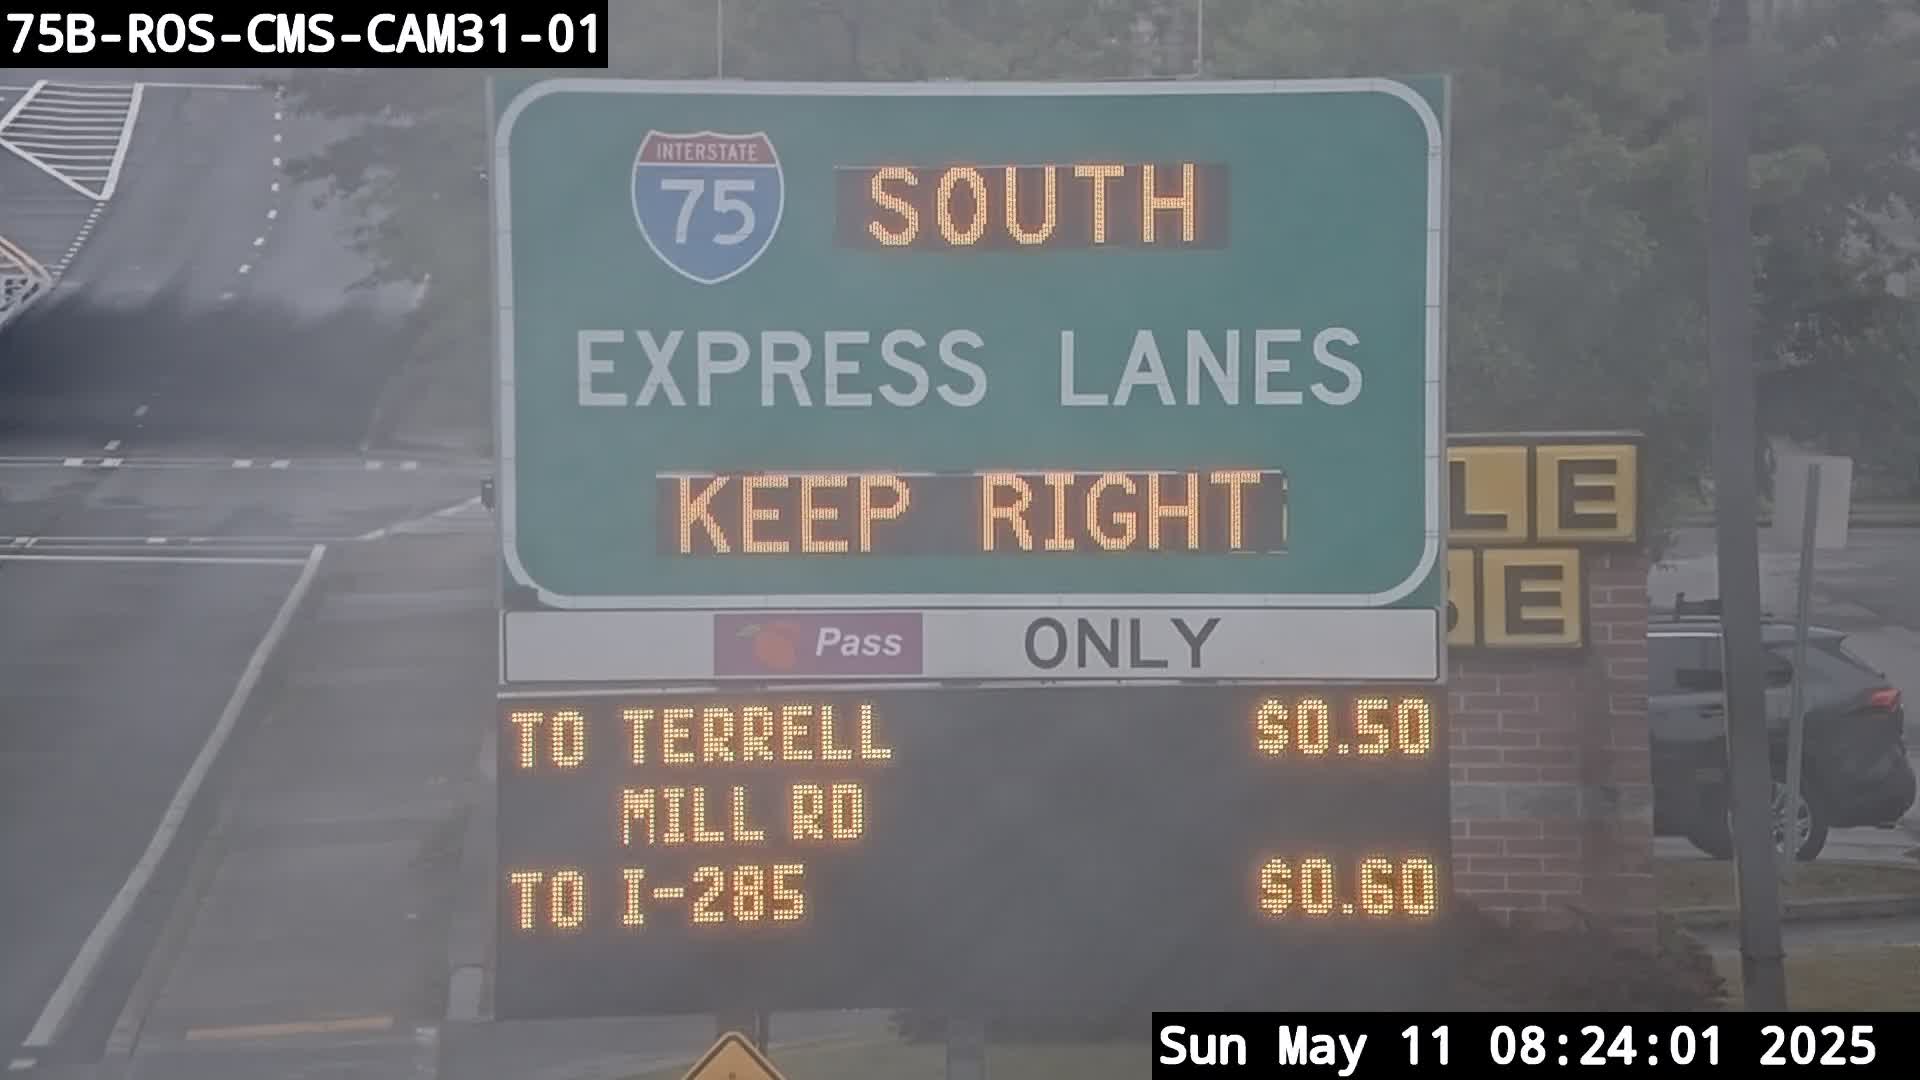 75B-ROS-CMS-CAM31-01
INTERSTATE
75
SOUTH
EXPRESS LANES
KEEP RIGHT
Pass ONLY
TO TERRELL $0.50
MILL RD
TO I-285 $0.60
LE
E
Sun May 11 08:24:01 2025